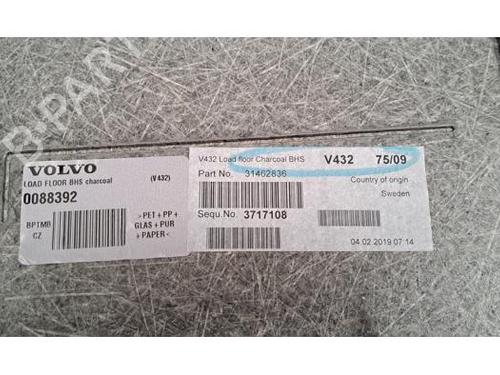 B-PARTS
VOLVO
LOAD FLOOR BHS charcoal (V432)
0088392
BPTMB
CZ
>PET+PP+
GLAS+PUR
+PAPER<
V432 Load floor Charcoal BHS V432 75/09
Part No. 31462836
Country of origin
Sweden
Sequ.No. 3717108
04.02.2019 07:14